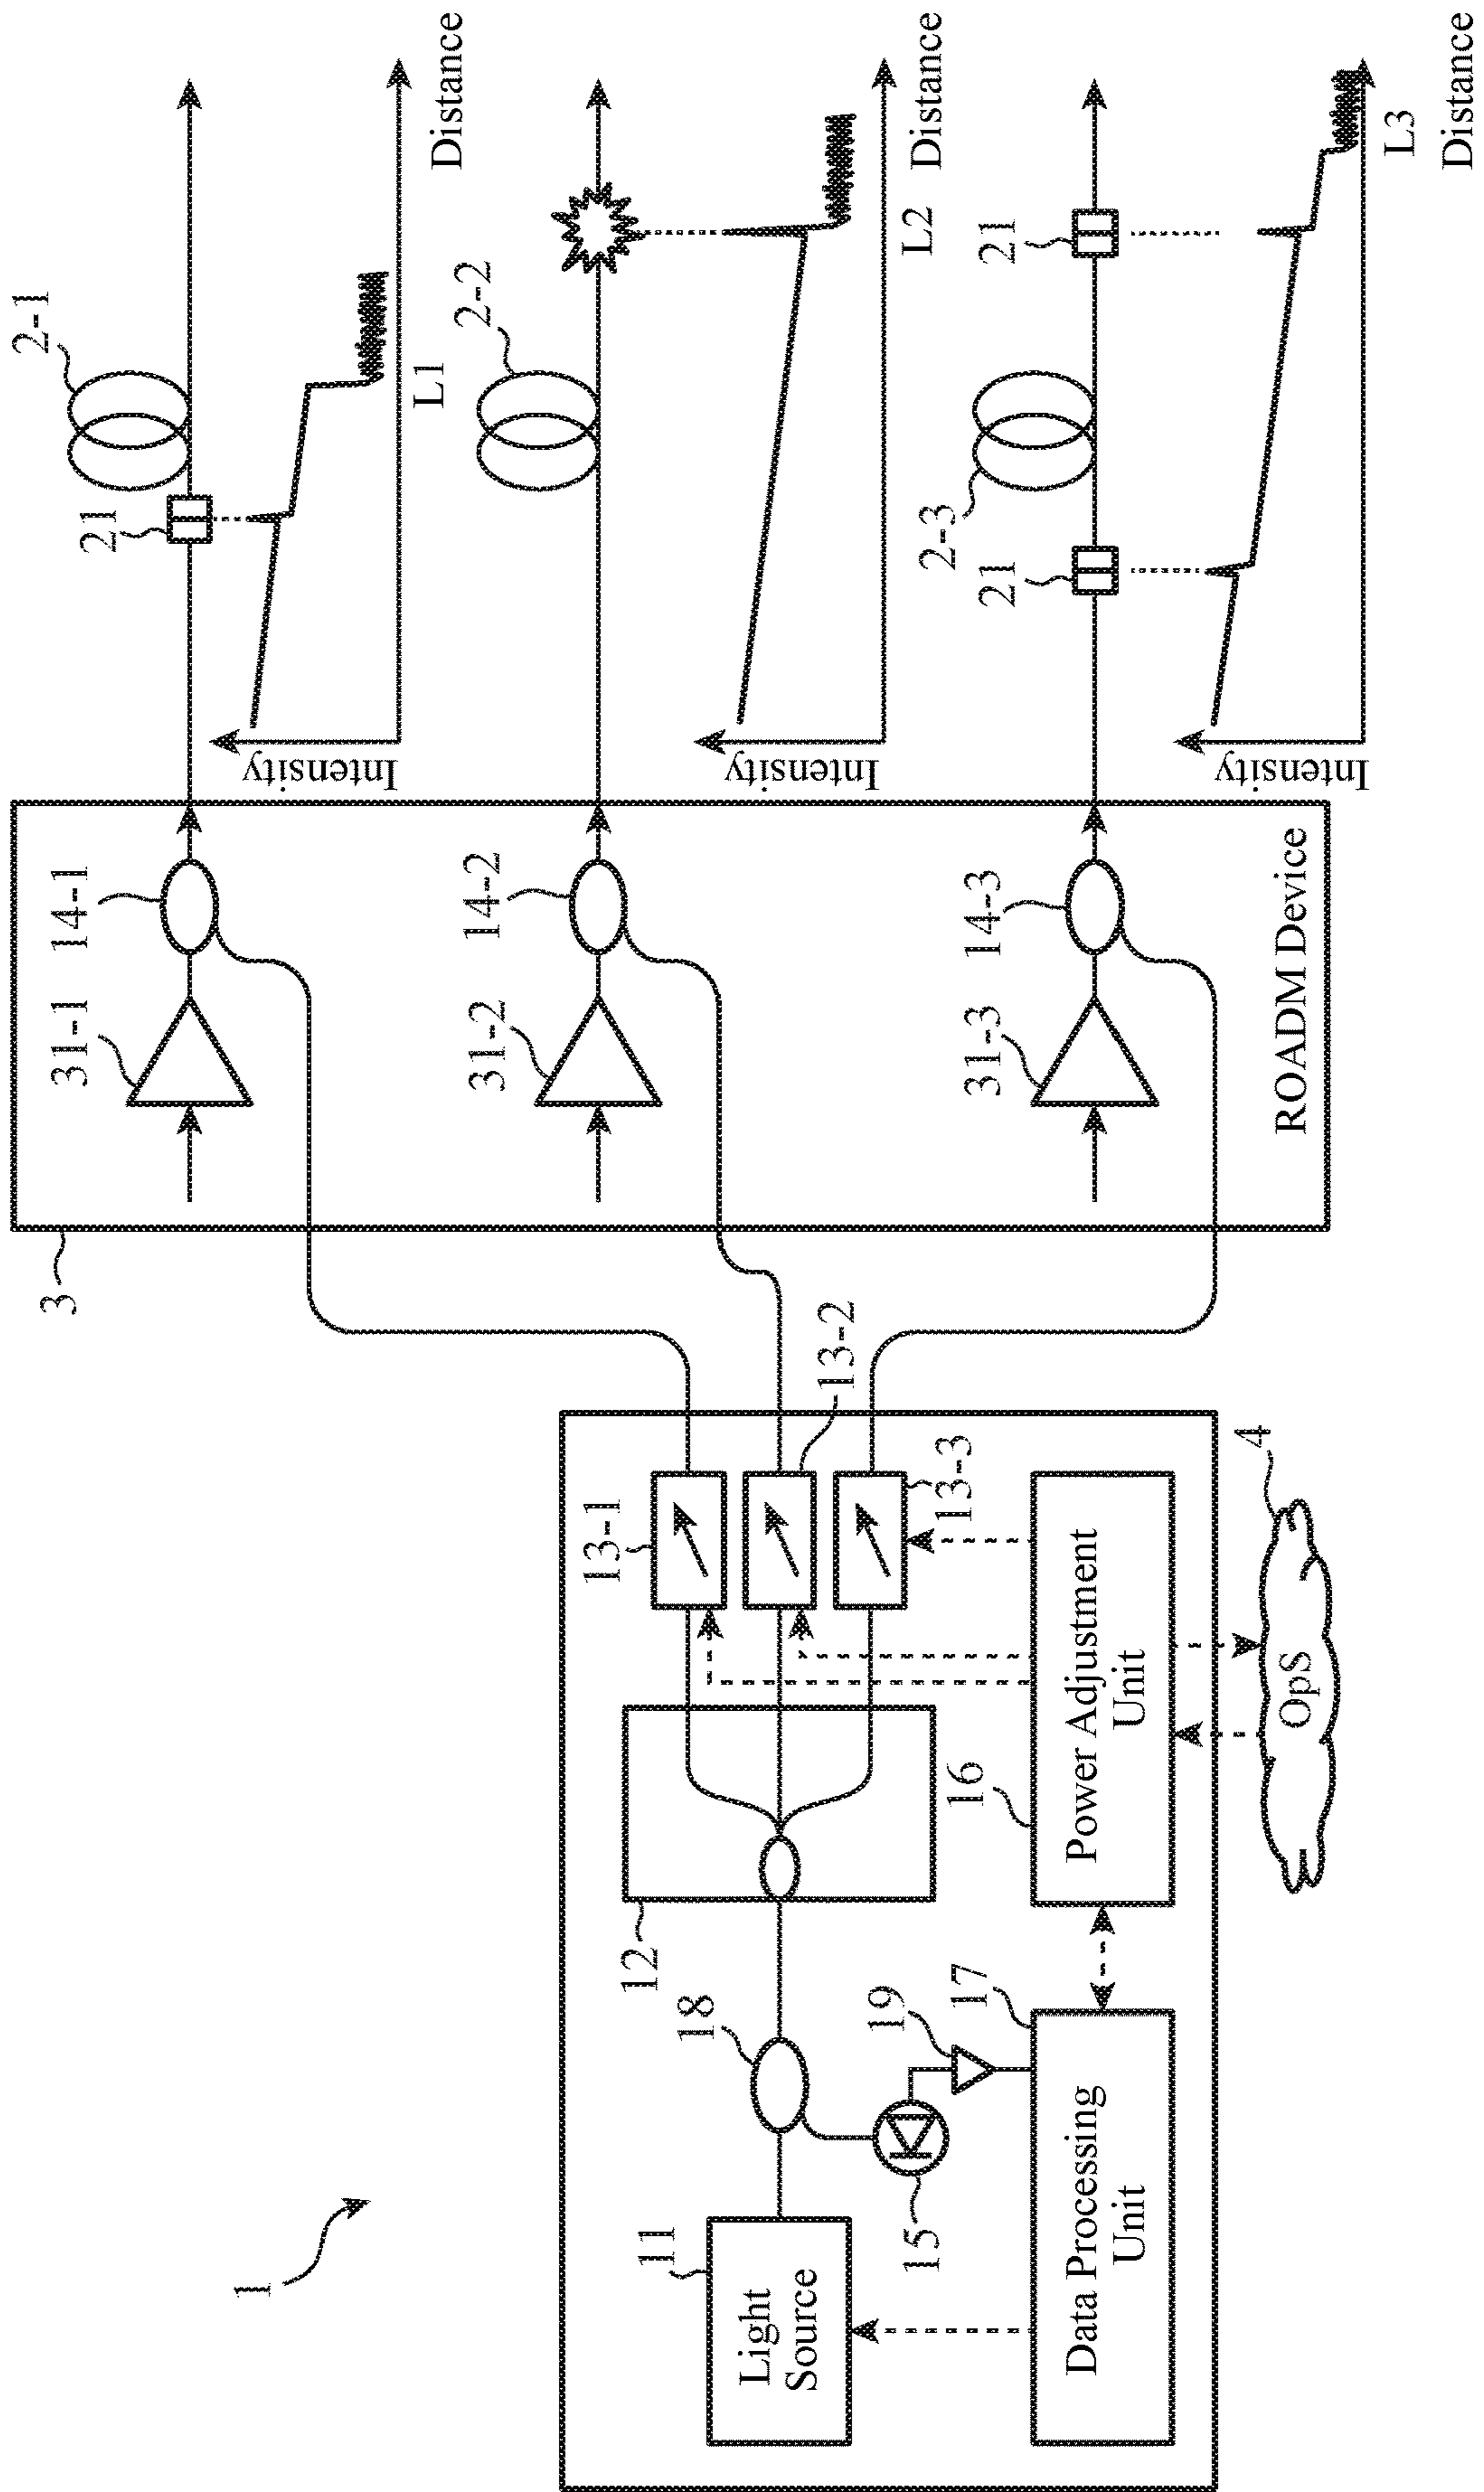 1
11
Light
Source
18
12
15
19
17
Data Processing
Unit
16
Power Adjustment
Unit
13-1
13-2
13-3
4
OpS
3
31-1
14-1
31-2
14-2
31-3
14-3
ROADM Device
2-1
21
Intensity
L1
Distance
2-2
Intensity
L2
Distance
2-3
21
21
Intensity
L3
Distance